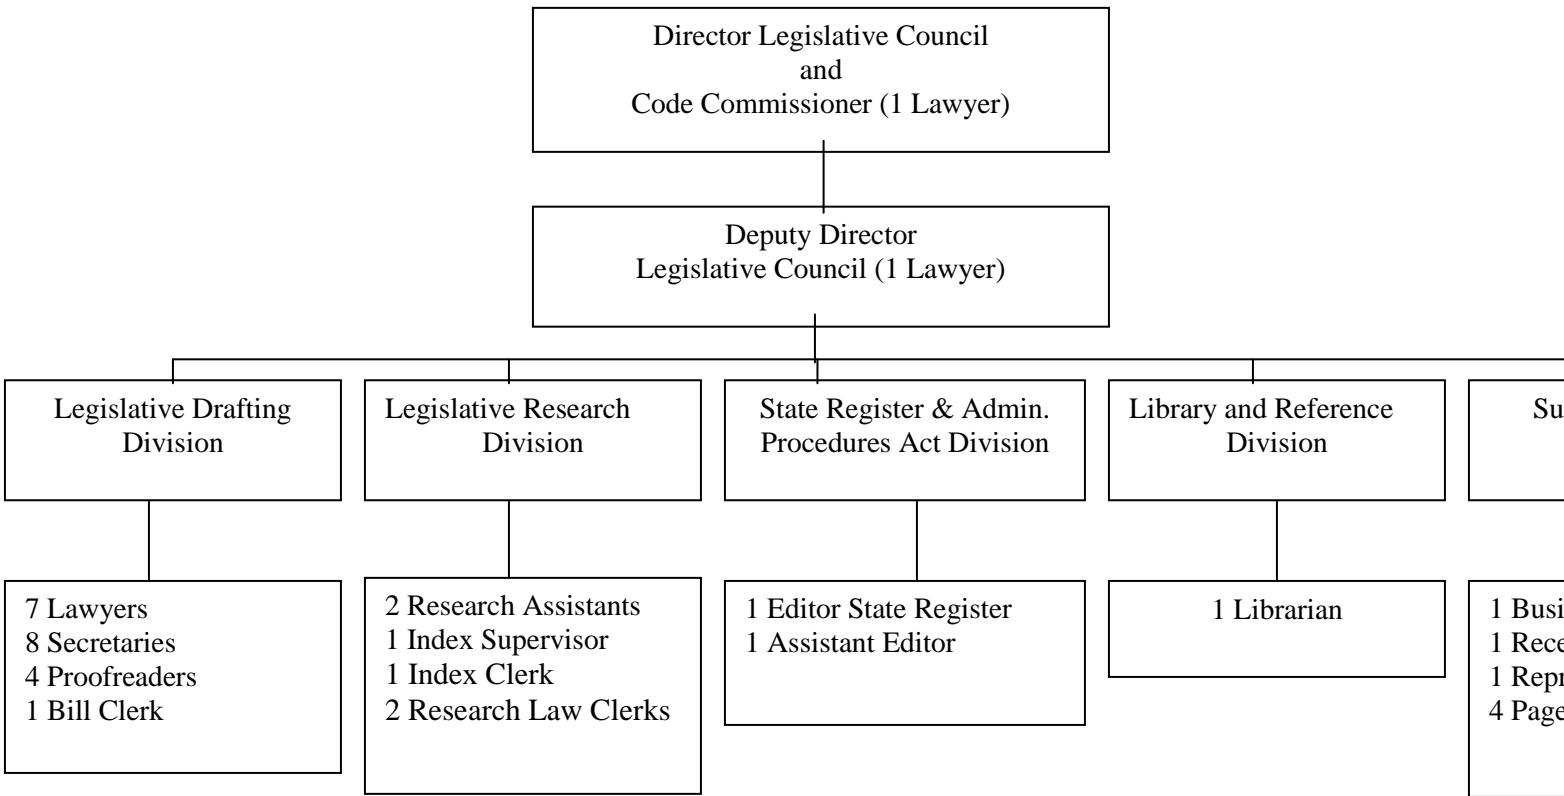 Director Legislative Council
and
Code Commissioner (1 Lawyer)
Deputy Director
Legislative Council (1 Lawyer)
Legislative Drafting
Division
Legislative Research
Division
State Register & Admin.
Procedures Act Division
Library and Reference
Division
7 Lawyers
8 Secretaries
4 Proofreaders
1 Bill Clerk
2 Research Assistants
1 Index Supervisor
1 Index Clerk
2 Research Law Clerks
1 Editor State Register
1 Assistant Editor
1 Librarian
1
1
1
4 Page